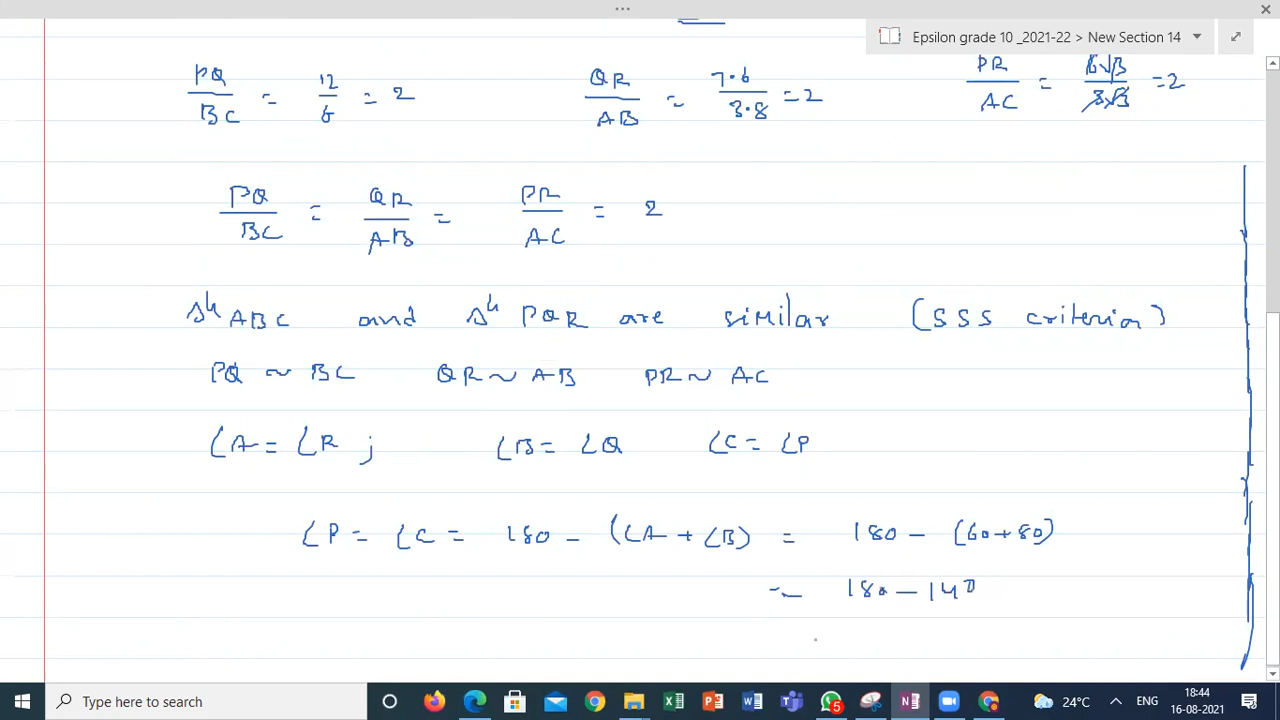 Epsilon grade 10 _2021-22 > New Section 14
PQ/BC = 12/6 = 2 QR/AB = 7.6/3.8 = 2 PR/AC = 6√3/3√3 = 2
PQ/BC = QR/AB = PR/AC = 2
Δle ABC and Δle PQR are similar (SSS criterion)
PQ ~ BC QR ~ AB PR ~ AC
∠A = ∠R ; ∠B = ∠Q ∠C = ∠P
∠P = ∠C = 180 - (∠A + ∠B) = 180 - (60+80)
= 180 - 140
Type here to search
5
24°C
ENG
18:44
16-08-2021